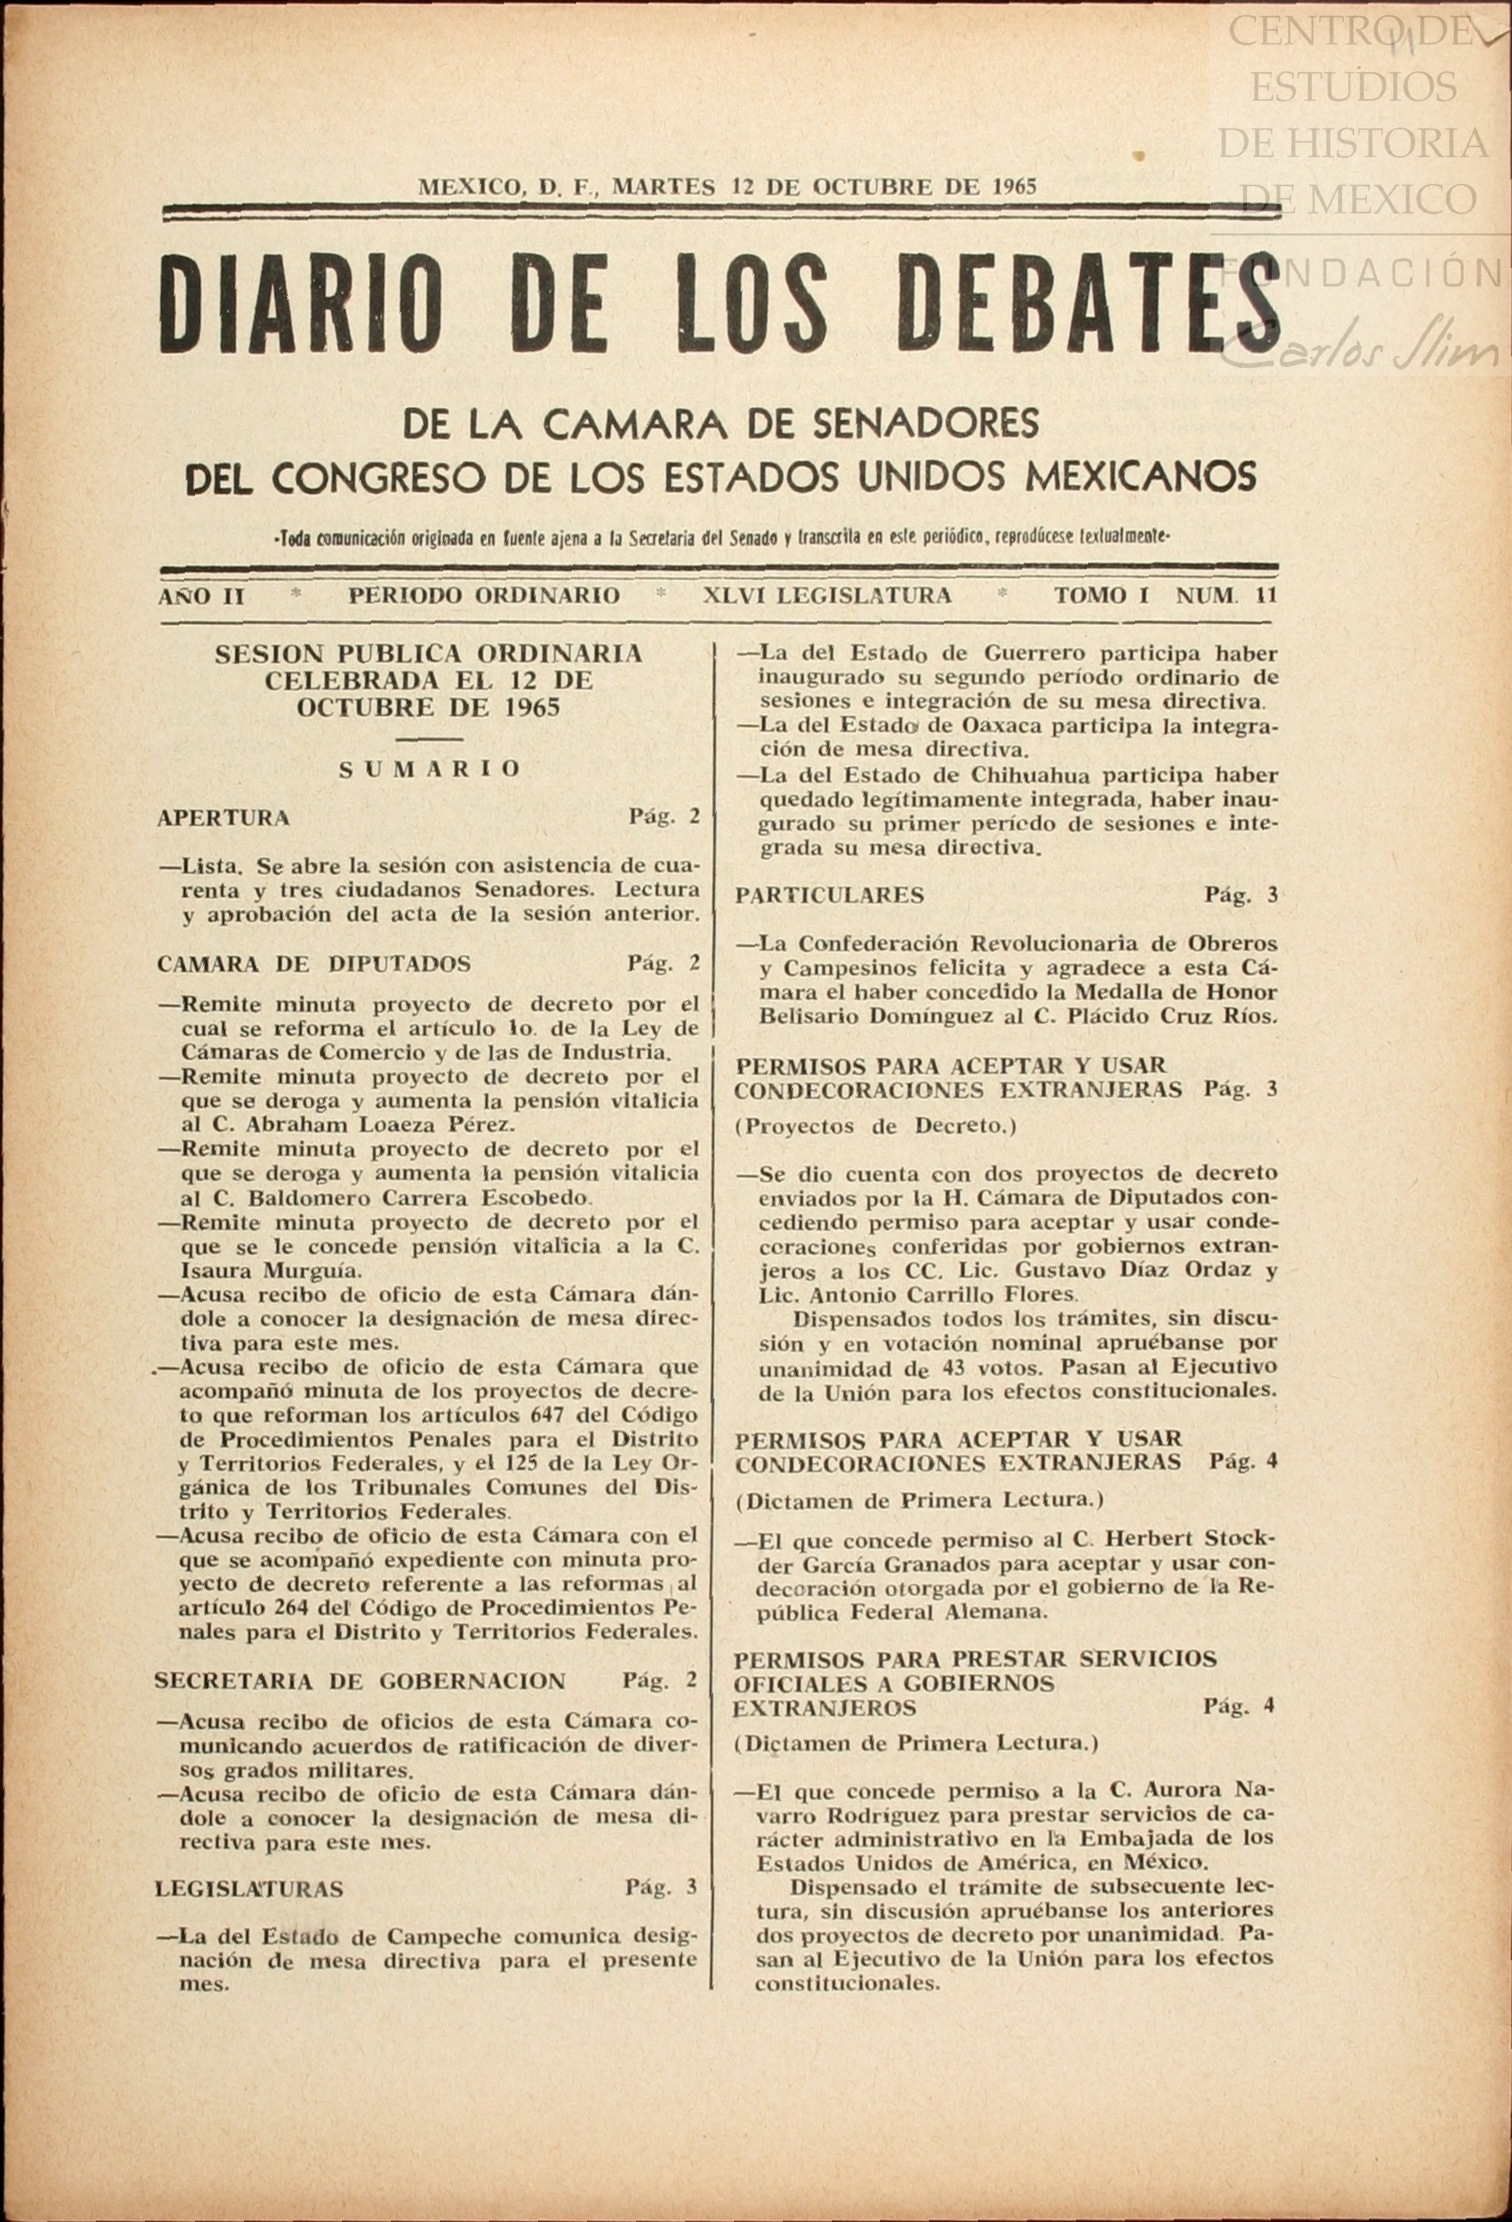 CENTRO DE
ESTUDIOS
DE HISTORIA
DE MEXICO
FUNDACIÓN
Carlos Slim
MEXICO, D. F., MARTES 12 DE OCTUBRE DE 1965
DIARIO DE LOS DEBATES
DE LA CAMARA DE SENADORES
DEL CONGRESO DE LOS ESTADOS UNIDOS MEXICANOS
-Toda comunicación originada en fuente ajena a la Secretaría del Senado y transcrita en este periódico, reprodúcese textualmente-
AÑO II * PERIODO ORDINARIO * XLVI LEGISLATURA * TOMO I NUM. 11
SESION PUBLICA ORDINARIA
CELEBRADA EL 12 DE
OCTUBRE DE 1965
SUMARIO
APERTURA Pág. 2
—Lista. Se abre la sesión con asistencia de cua-
renta y tres ciudadanos Senadores. Lectura
y aprobación del acta de la sesión anterior.
CAMARA DE DIPUTADOS Pág. 2
—Remite minuta proyecto de decreto por el
cual se reforma el artículo 1o. de la Ley de
Cámaras de Comercio y de las de Industria.
—Remite minuta proyecto de decreto por el
que se deroga y aumenta la pensión vitalicia
al C. Abraham Loaeza Pérez.
—Remite minuta proyecto de decreto por el
que se deroga y aumenta la pensión vitalicia
al C. Baldomero Carrera Escobedo.
—Remite minuta proyecto de decreto por el
que se le concede pensión vitalicia a la C.
Isaura Murguía.
—Acusa recibo de oficio de esta Cámara dán-
dole a conocer la designación de mesa direc-
tiva para este mes.
—Acusa recibo de oficio de esta Cámara que
acompañó minuta de los proyectos de decre-
to que reforman los artículos 647 del Código
de Procedimientos Penales para el Distrito
y Territorios Federales, y el 125 de la Ley Or-
gánica de los Tribunales Comunes del Dis-
trito y Territorios Federales.
—Acusa recibo de oficio de esta Cámara con el
que se acompañó expediente con minuta pro-
yecto de decreto referente a las reformas al
artículo 264 del Código de Procedimientos Pe-
nales para el Distrito y Territorios Federales.
SECRETARIA DE GOBERNACION Pág. 2
—Acusa recibo de oficios de esta Cámara co-
municando acuerdos de ratificación de diver-
sos grados militares.
—Acusa recibo de oficio de esta Cámara dán-
dole a conocer la designación de mesa di-
rectiva para este mes.
LEGISLATURAS Pág. 3
—La del Estado de Campeche comunica desig-
nación de mesa directiva para el presente
mes.
—La del Estado de Guerrero participa haber
inaugurado su segundo período ordinario de
sesiones e integración de su mesa directiva.
—La del Estado de Oaxaca participa la integra-
ción de mesa directiva.
—La del Estado de Chihuahua participa haber
quedado legítimamente integrada, haber inau-
gurado su primer período de sesiones e inte-
grada su mesa directiva.
PARTICULARES Pág. 3
—La Confederación Revolucionaria de Obreros
y Campesinos felicita y agradece a esta Cá-
mara el haber concedido la Medalla de Honor
Belisario Domínguez al C. Plácido Cruz Ríos.
PERMISOS PARA ACEPTAR Y USAR
CONDECORACIONES EXTRANJERAS Pág. 3
(Proyectos de Decreto.)
—Se dio cuenta con dos proyectos de decreto
enviados por la H. Cámara de Diputados con-
cediendo permiso para aceptar y usar conde-
coraciones conferidas por gobiernos extran-
jeros a los CC. Lic. Gustavo Díaz Ordaz y
Lic. Antonio Carrillo Flores.
Dispensados todos los trámites, sin discu-
sión y en votación nominal apruébanse por
unanimidad de 43 votos. Pasan al Ejecutivo
de la Unión para los efectos constitucionales.
PERMISOS PARA ACEPTAR Y USAR
CONDECORACIONES EXTRANJERAS Pág. 4
(Dictamen de Primera Lectura.)
—El que concede permiso al C. Herbert Stock-
der García Granados para aceptar y usar con-
decoración otorgada por el gobierno de la Re-
pública Federal Alemana.
PERMISOS PARA PRESTAR SERVICIOS
OFICIALES A GOBIERNOS
EXTRANJEROS Pág. 4
(Dictamen de Primera Lectura.)
—El que concede permiso a la C. Aurora Na-
varro Rodríguez para prestar servicios de ca-
rácter administrativo en la Embajada de los
Estados Unidos de América, en México.
Dispensado el trámite de subsecuente lec-
tura, sin discusión apruébanse los anteriores
dos proyectos de decreto por unanimidad. Pa-
san al Ejecutivo de la Unión para los efectos
constitucionales.